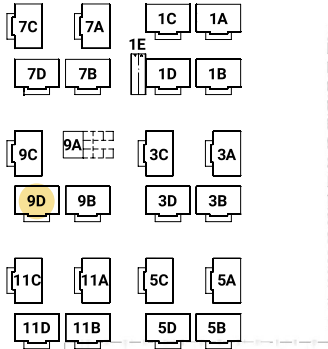 7C 7A 1C 1A
1E
7D 7B 1D 1B
9A
9C 3C 3A
9D 9B 3D 3B
11C 11A 5C 5A
11D 11B 5D 5B